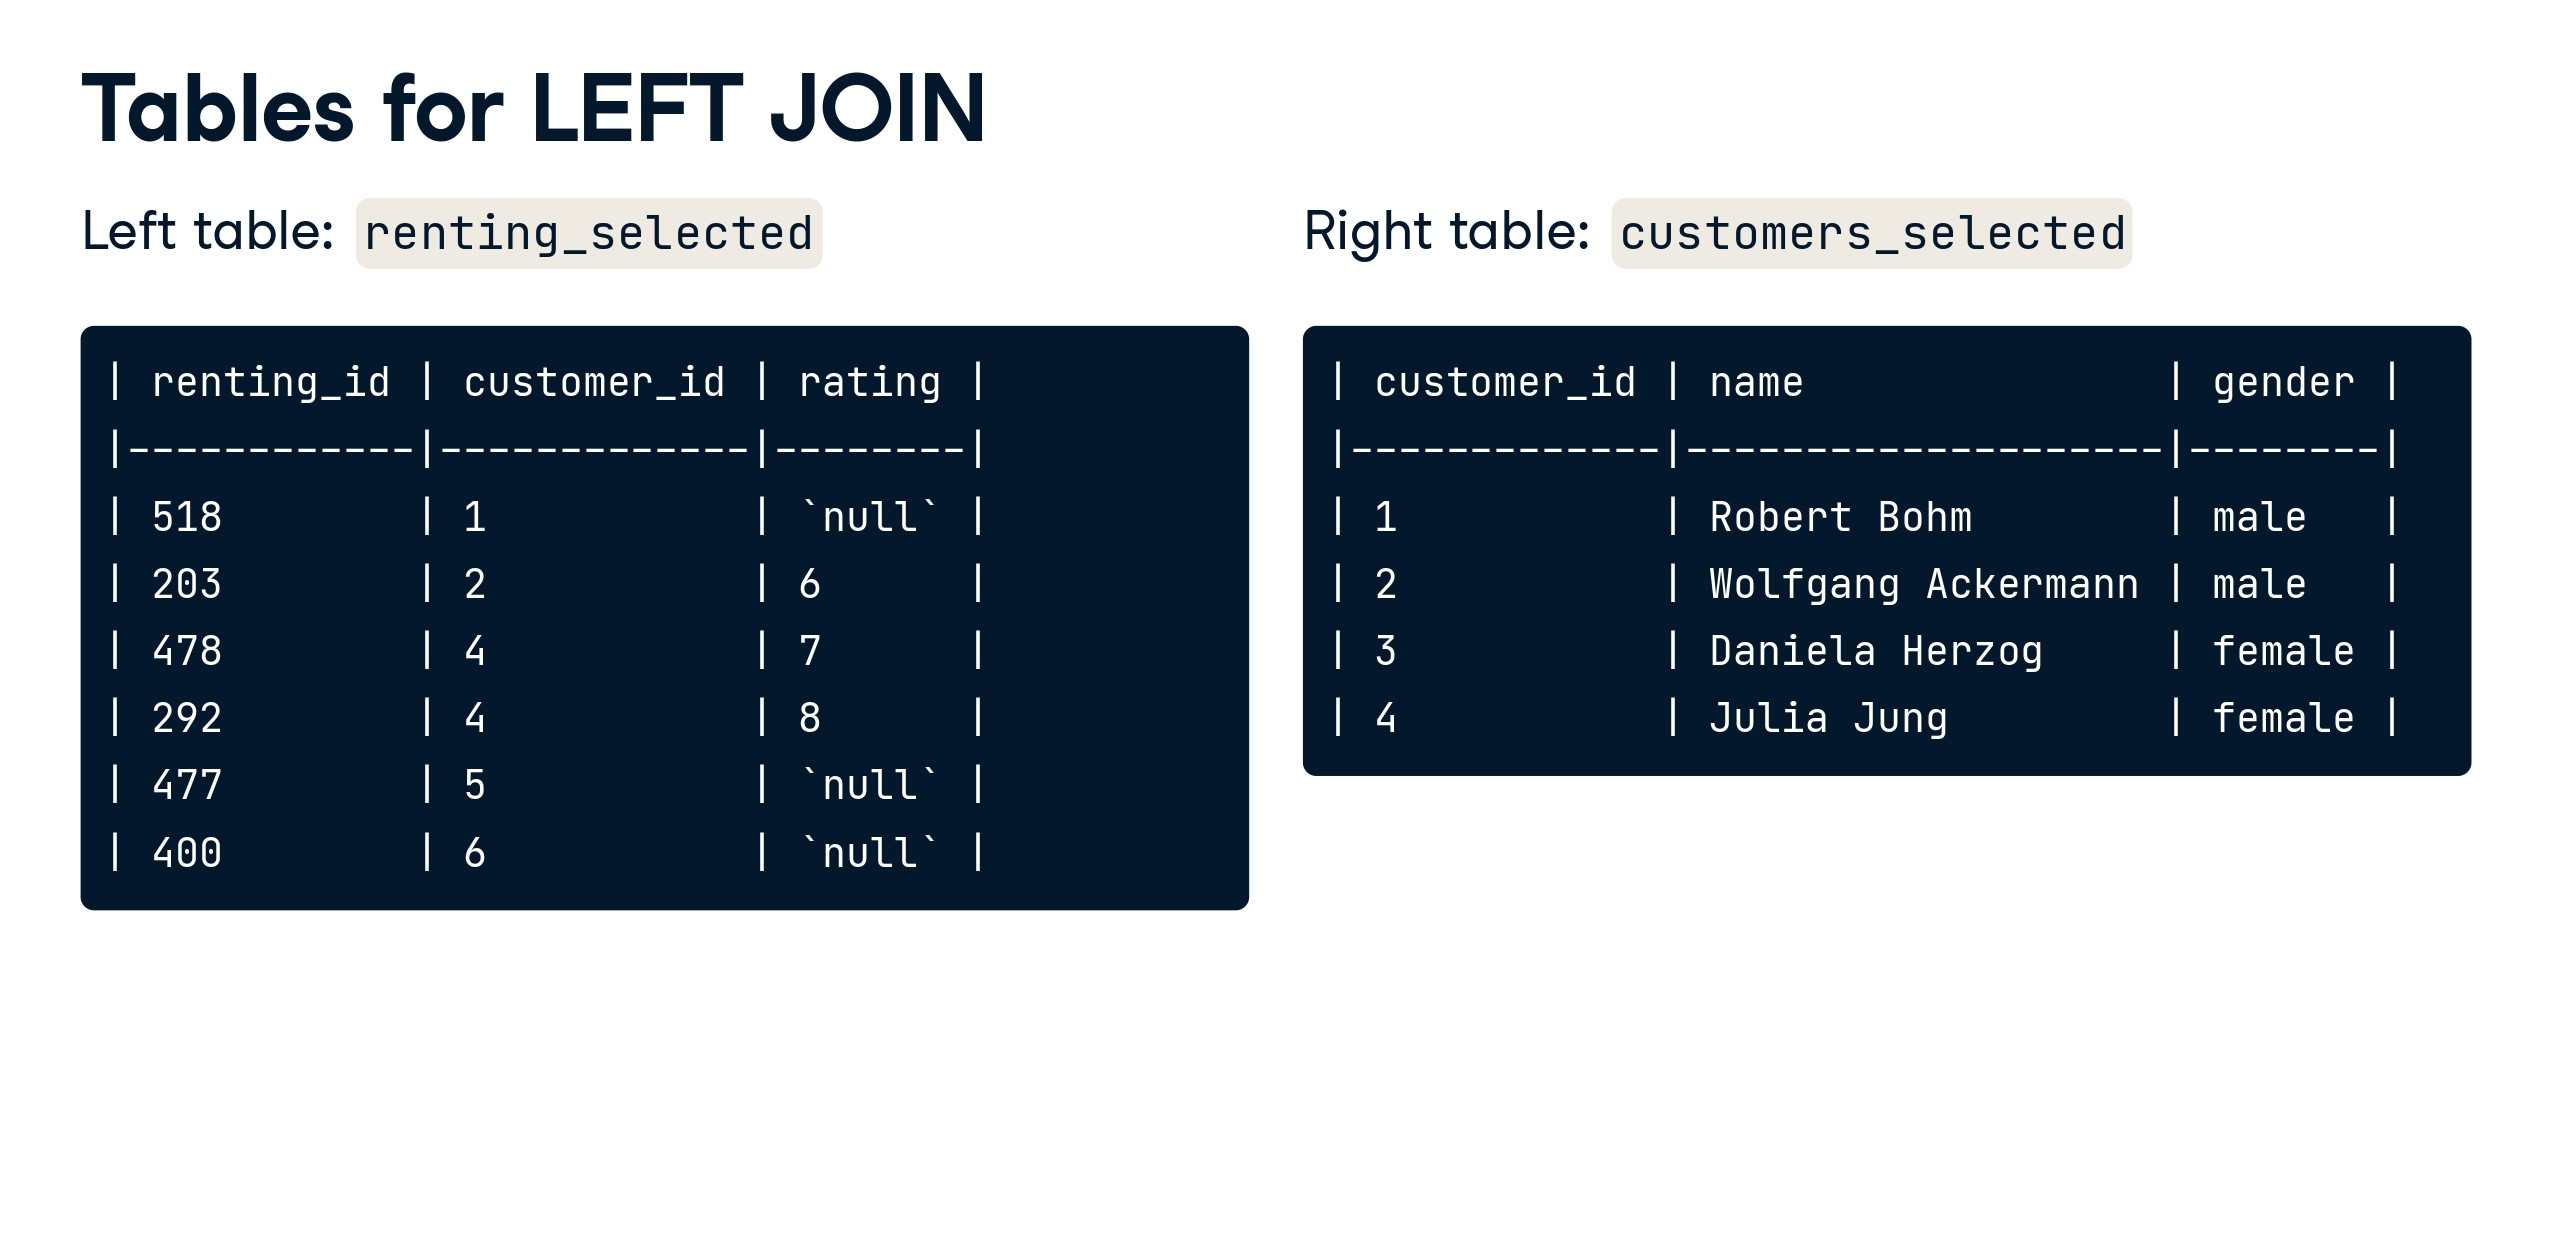 Tables for LEFT JOIN
Left table: renting_selected
| renting_id | customer_id | rating |
|------------|-------------|--------|
| 518        | 1           | `null` |
| 203        | 2           | 6      |
| 478        | 4           | 7      |
| 292        | 4           | 8      |
| 477        | 5           | `null` |
| 400        | 6           | `null` |
Right table: customers_selected
| customer_id | name               | gender |
|-------------|--------------------|--------|
| 1           | Robert Bohm        | male   |
| 2           | Wolfgang Ackermann | male   |
| 3           | Daniela Herzog     | female |
| 4           | Julia Jung         | female |